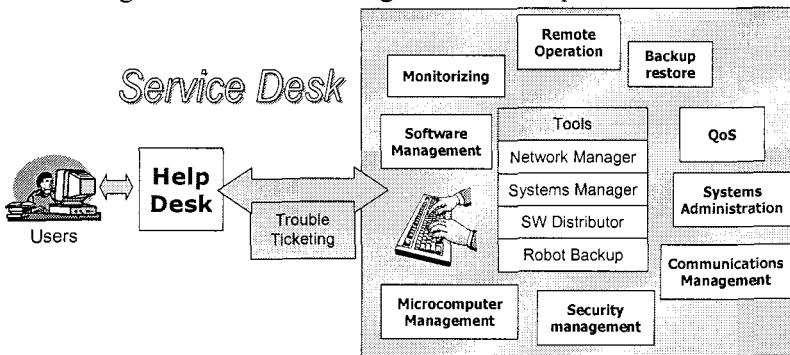 Remote
Operation
Backup
restore
Monitorizing
Service Desk
Software
Management
Tools
Network Manager
Systems Manager
SW Distributor
Robot Backup
QoS
Systems
Administration
Help
Desk
Users
Trouble
Ticketing
Communications
Management
Microcomputer
Management
Security
management